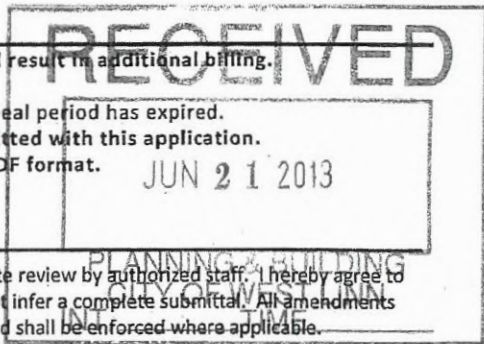 RECEIVED
result in additional billing.
eal period has expired.
tted with this application.
DF format.
JUN 21 2013
PLANNING & BUILDING
e review by authorized staff. I hereby agree to
CITY OF WEST LINN
t infer a complete submittal. All amendments
INT. TIME
d shall be enforced where applicable.